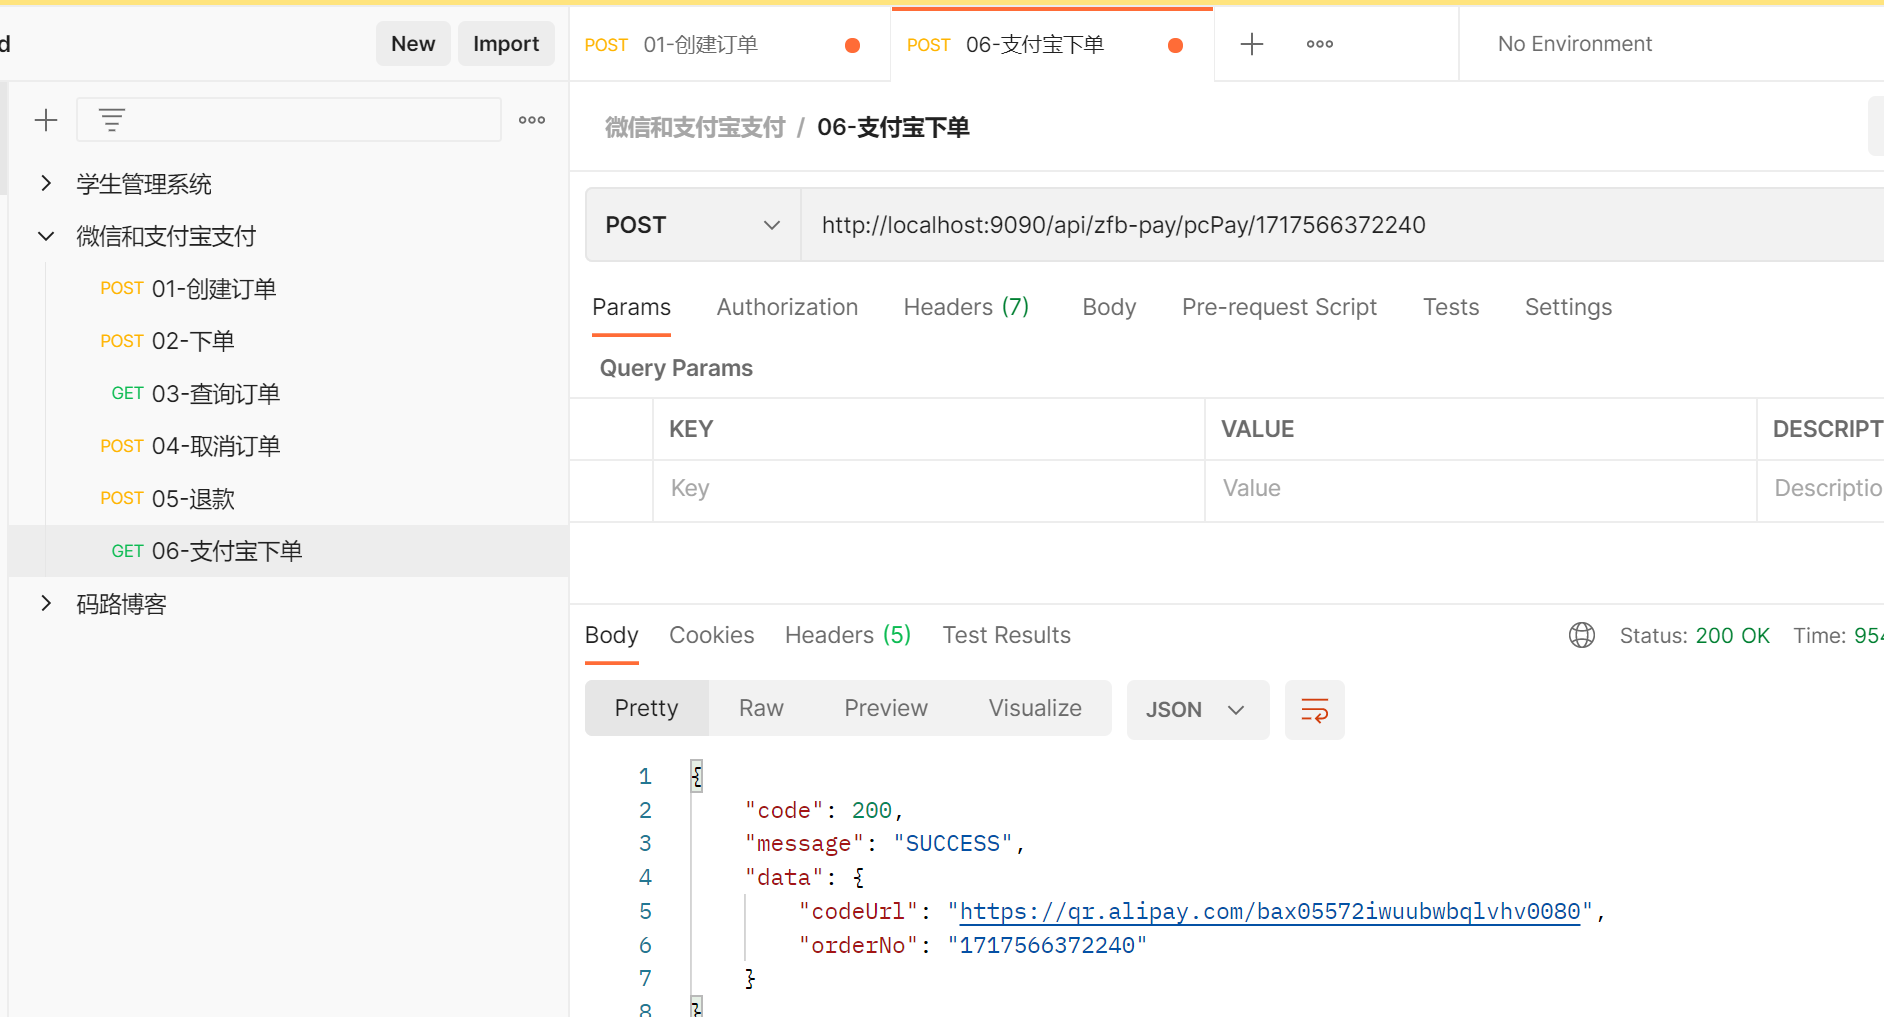 d
New
Import
POST 01-创建订单
POST 06-支付宝下单
No Environment
微信和支付宝支付 / 06-支付宝下单
学生管理系统
微信和支付宝支付
POST 01-创建订单
POST 02-下单
GET 03-查询订单
POST 04-取消订单
POST 05-退款
GET 06-支付宝下单
码路博客
POST
http://localhost:9090/api/zfb-pay/pcPay/1717566372240
Params Authorization Headers (7) Body Pre-request Script Tests Settings
Query Params
KEY VALUE DESCRIPT
Key Value Descriptio
Body Cookies Headers (5) Test Results
Status: 200 OK Time: 954
Pretty Raw Preview Visualize JSON
1 {
2 "code": 200,
3 "message": "SUCCESS",
4 "data": {
5 "codeUrl": "https://qr.alipay.com/bax05572iwuubwbqlvhv0080",
6 "orderNo": "1717566372240"
7 }
8 }